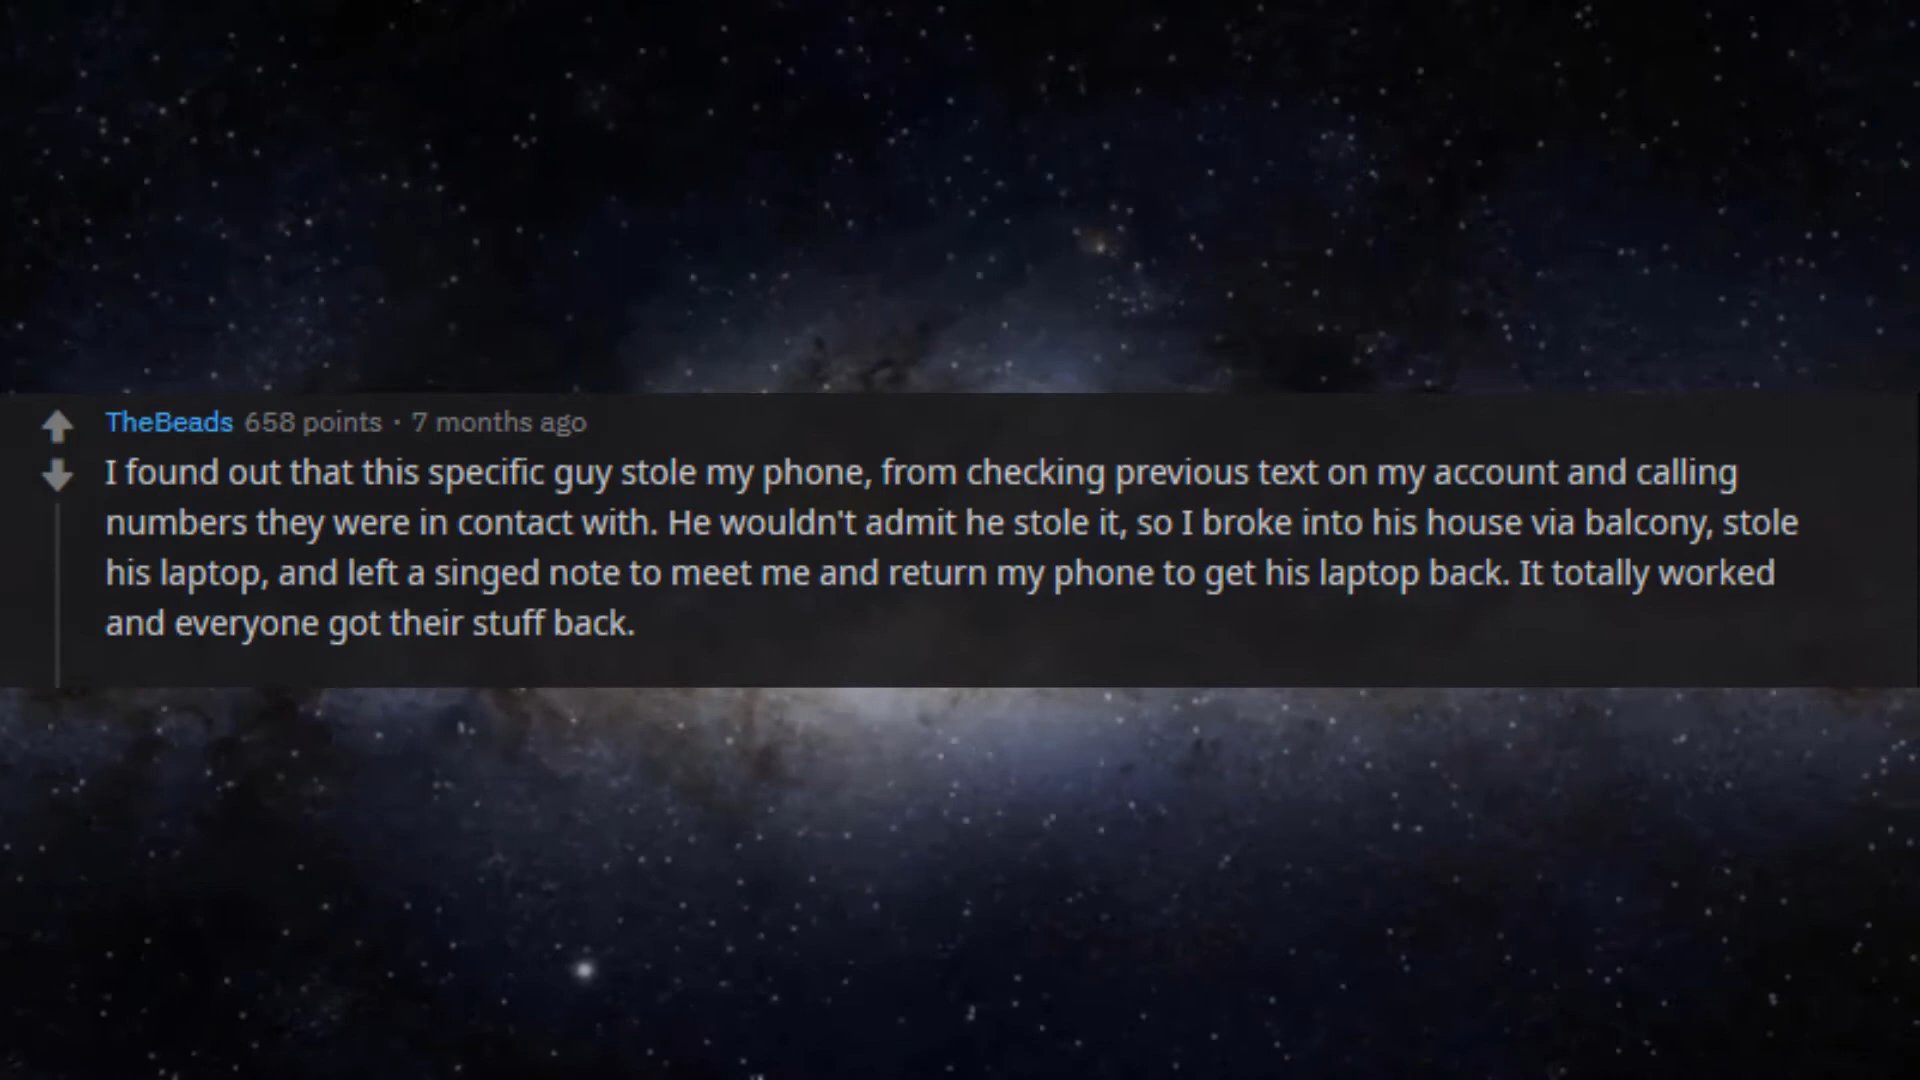 TheBeads 658 points · 7 months ago
I found out that this specific guy stole my phone, from checking previous text on my account and calling
numbers they were in contact with. He wouldn't admit he stole it, so I broke into his house via balcony, stole
his laptop, and left a singed note to meet me and return my phone to get his laptop back. It totally worked
and everyone got their stuff back.